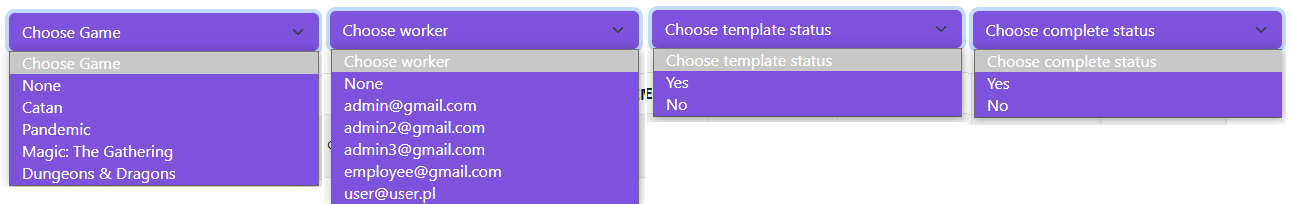 Choose Game
Choose Game
None
Catan
Pandemic
Magic: The Gathering
Dungeons & Dragons
Choose worker
Choose worker
None
admin@gmail.com
admin2@gmail.com
admin3@gmail.com
employee@gmail.com
user@user.pl
Choose template status
Choose template status
Yes
No
Choose complete status
Choose complete status
Yes
No